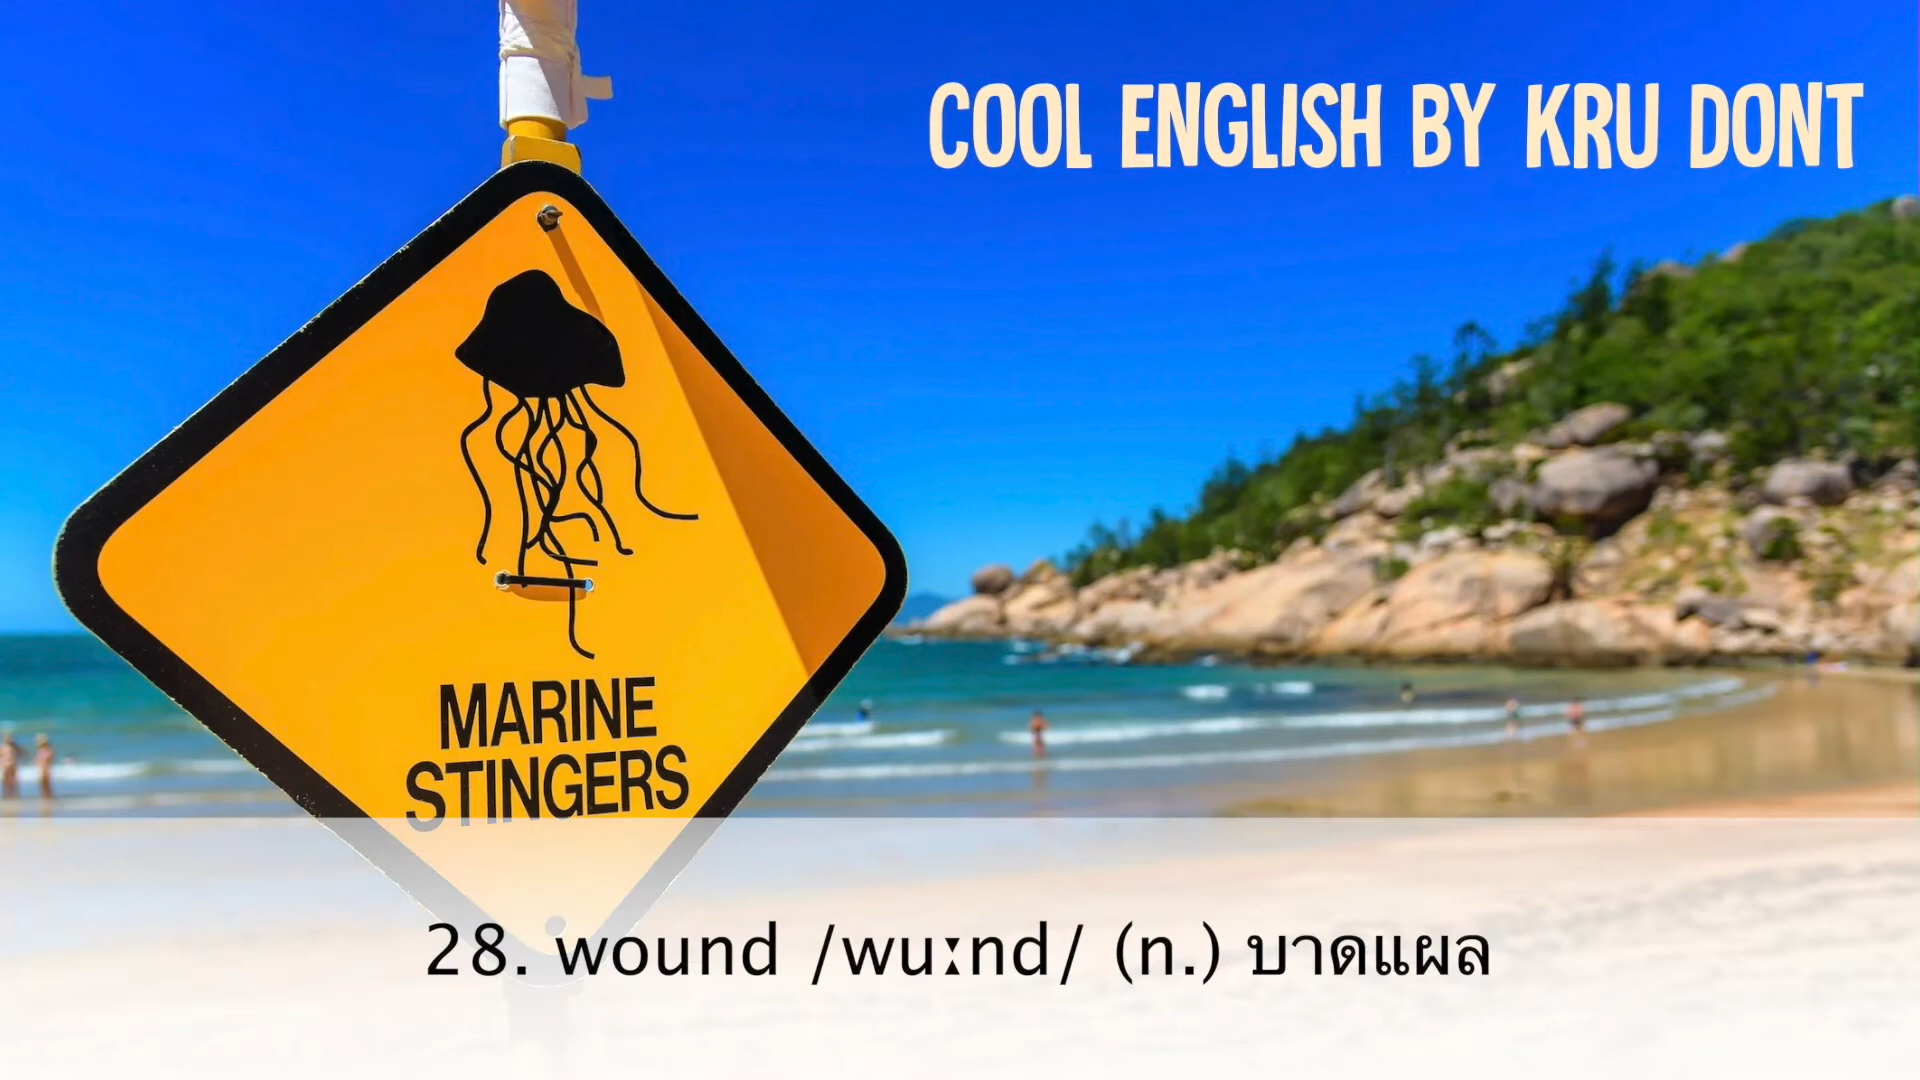 COOL ENGLISH BY KRU DONT
MARINE
STINGERS
28. wound /wuːnd/ (n.) บาดแผล